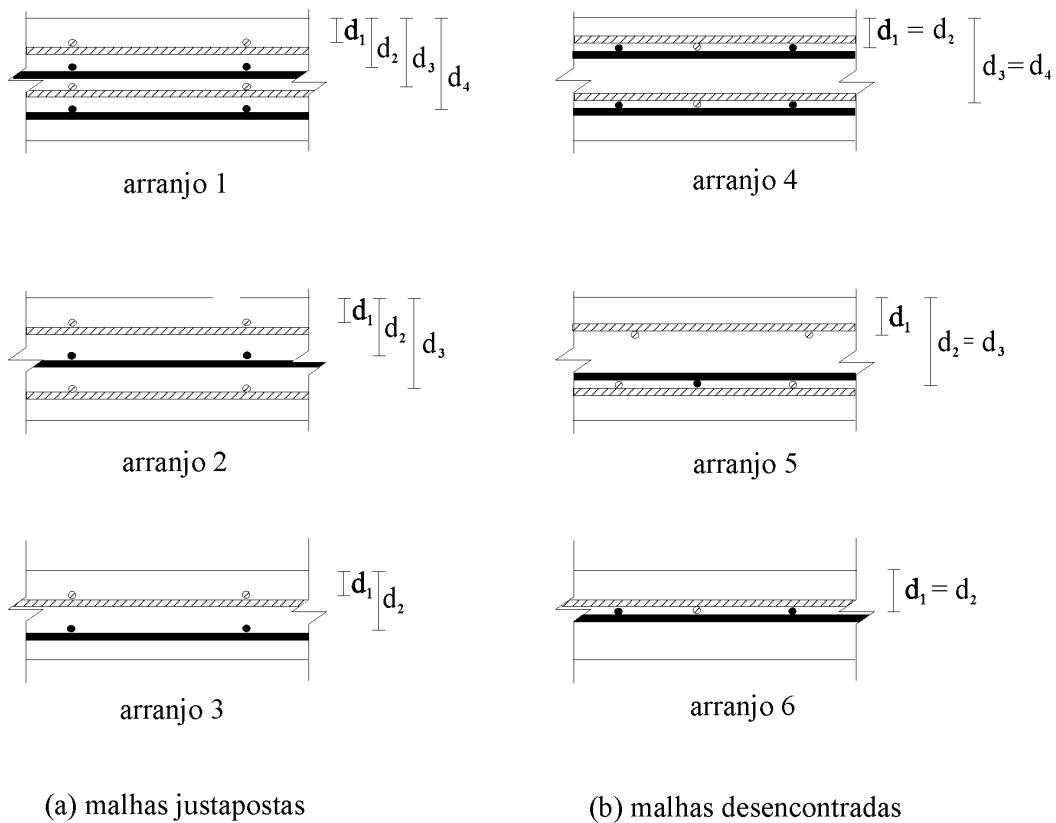 d₁
d₂
d₃
d₄
arranjo 1
d₁ = d₂
d₃ = d₄
arranjo 4
d₁
d₂
d₃
arranjo 2
d₁
d₂ = d₃
arranjo 5
d₁
d₂
arranjo 3
d₁ = d₂
arranjo 6
(a) malhas justapostas
(b) malhas desencontradas